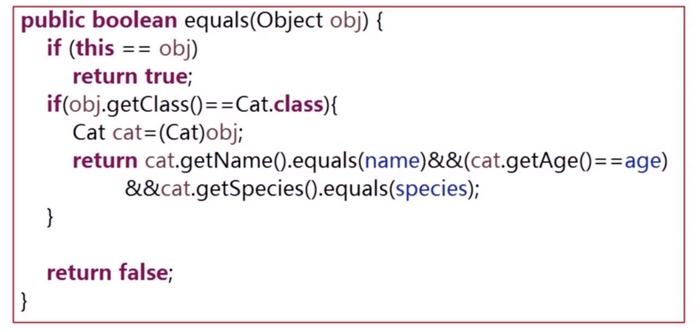 public boolean equals(Object obj) {
if (this == obj)
return true;
if(obj.getClass()==Cat.class){
Cat cat=(Cat)obj;
return cat.getName().equals(name)&&(cat.getAge()==age)
&&cat.getSpecies().equals(species);
}
return false;
}